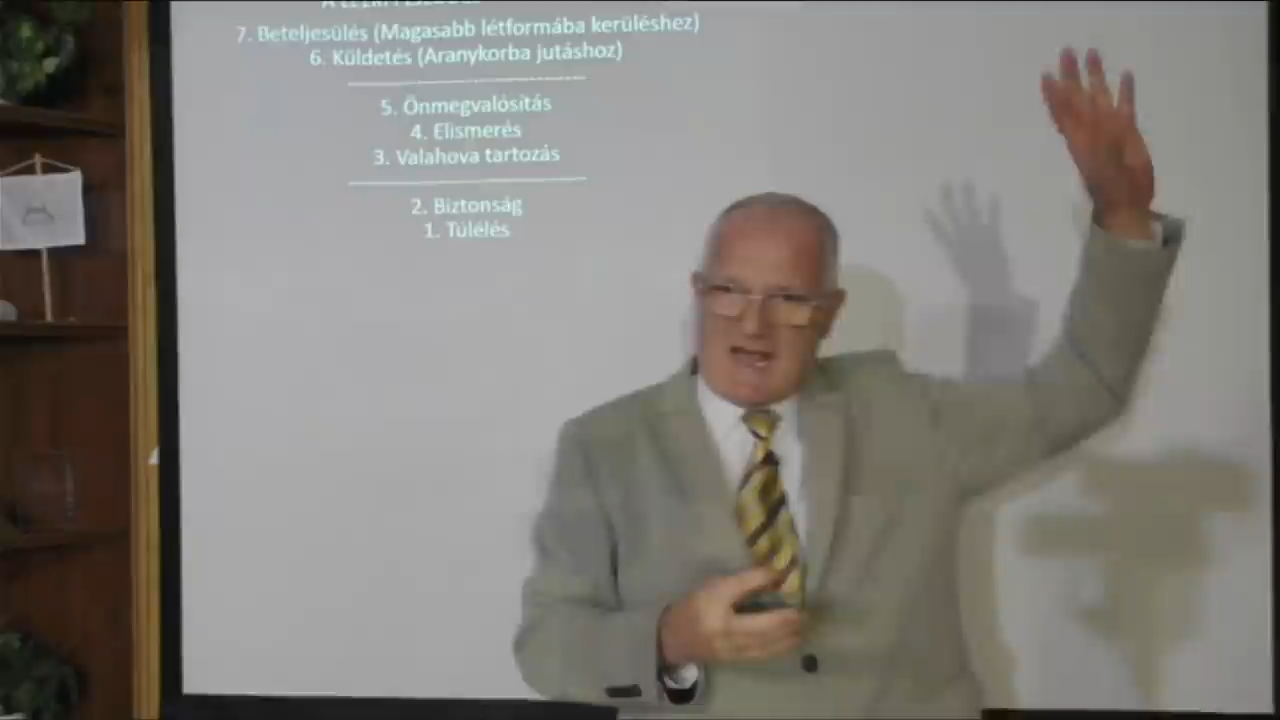 7. Beteljesülés (Magasabb létformába kerüléshez)
6. Küldetés (Aranykorba jutáshoz)
5. Önmegvalósítás
4. Elismerés
3. Valahova tartozás
2. Biztonság
1. Túlélés